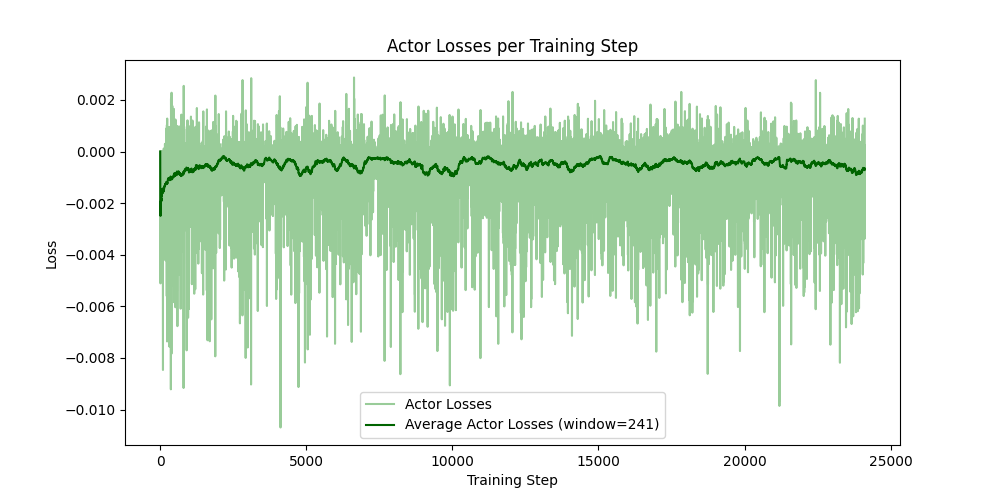 Actor Losses per Training Step
0.002
0.000
−0.002
−0.004
−0.006
−0.008
−0.010
Loss
Actor Losses
Average Actor Losses (window=241)
0
5000
10000
15000
20000
25000
Training Step